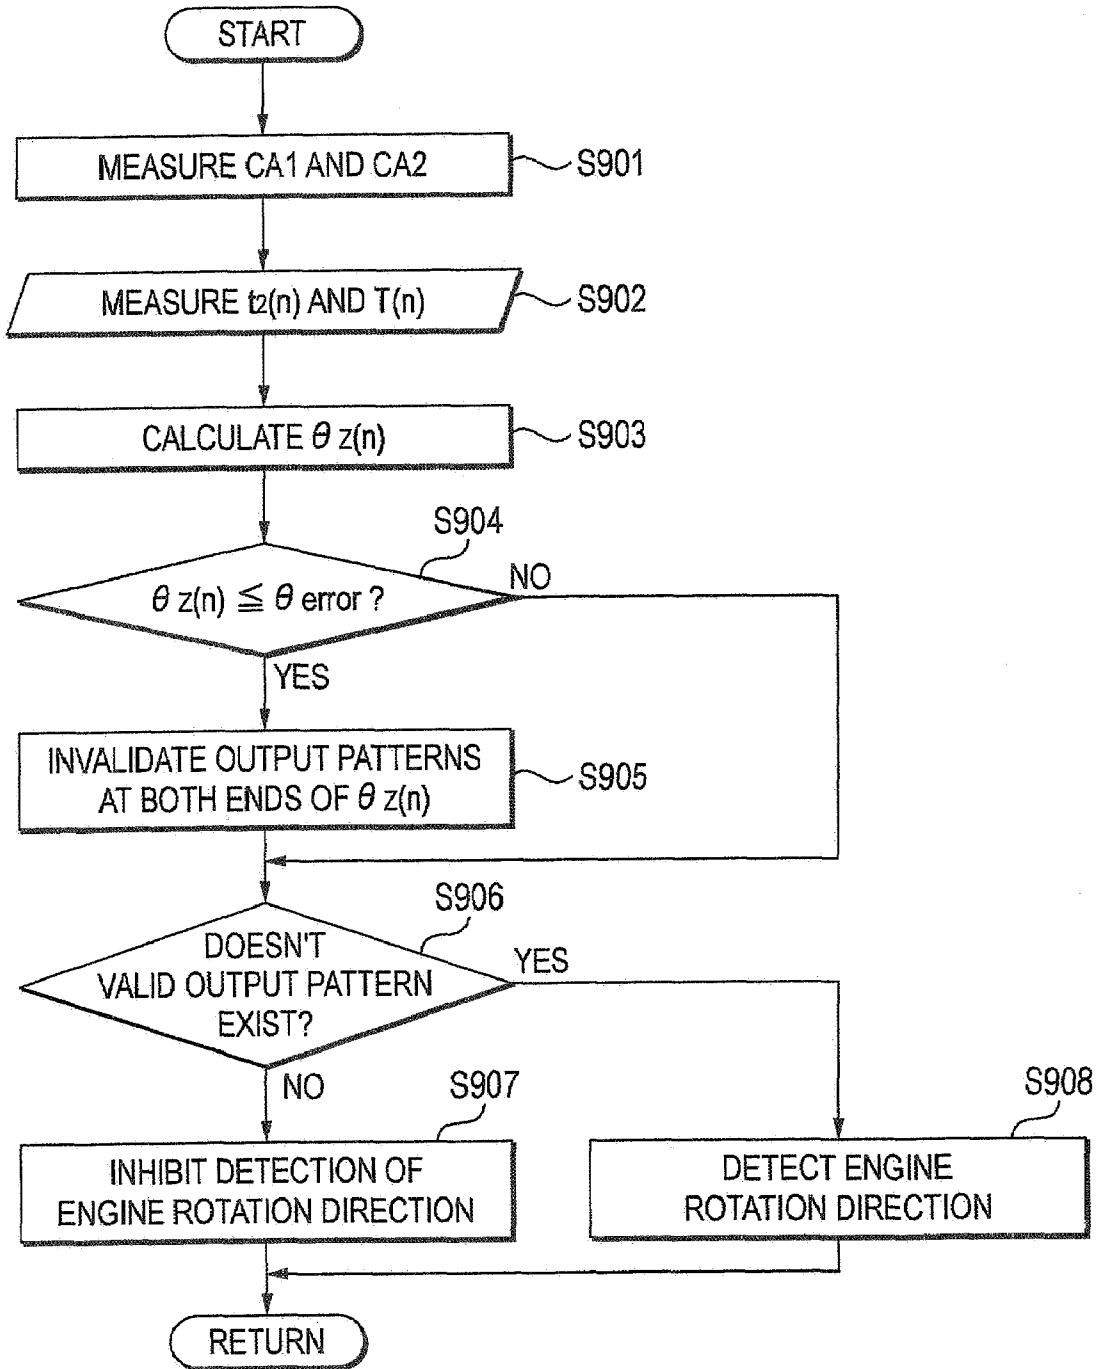 START
MEASURE CA1 AND CA2
S901
MEASURE t2(n) AND T(n)
S902
CALCULATE θ z(n)
S903
S904
θ z(n) ≦ θ error ?
NO
YES
INVALIDATE OUTPUT PATTERNS
AT BOTH ENDS OF θ z(n)
S905
S906
DOESN'T
VALID OUTPUT PATTERN
EXIST?
YES
NO
S907
INHIBIT DETECTION OF
ENGINE ROTATION DIRECTION
S908
DETECT ENGINE
ROTATION DIRECTION
RETURN